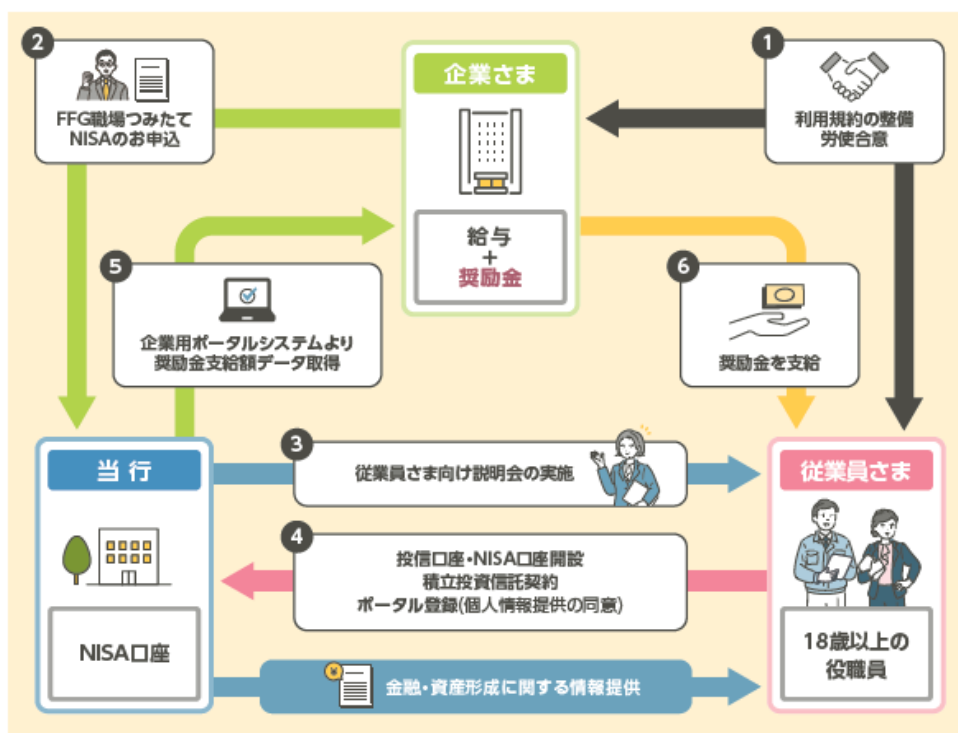 2
FFG職場つみたて
NISAのお申込
企業さま
給与
+
奨励金
1
利用規約の整備
労使合意
5
企業用ポータルシステムより
奨励金支給額データ取得
6
奨励金を支給
当行
NISA口座
3
従業員さま向け説明会の実施
4
投信口座・NISA口座開設
積立投資信託契約
ポータル登録(個人情報提供の同意)
¥
金融・資産形成に関する情報提供
従業員さま
18歳以上の
役職員